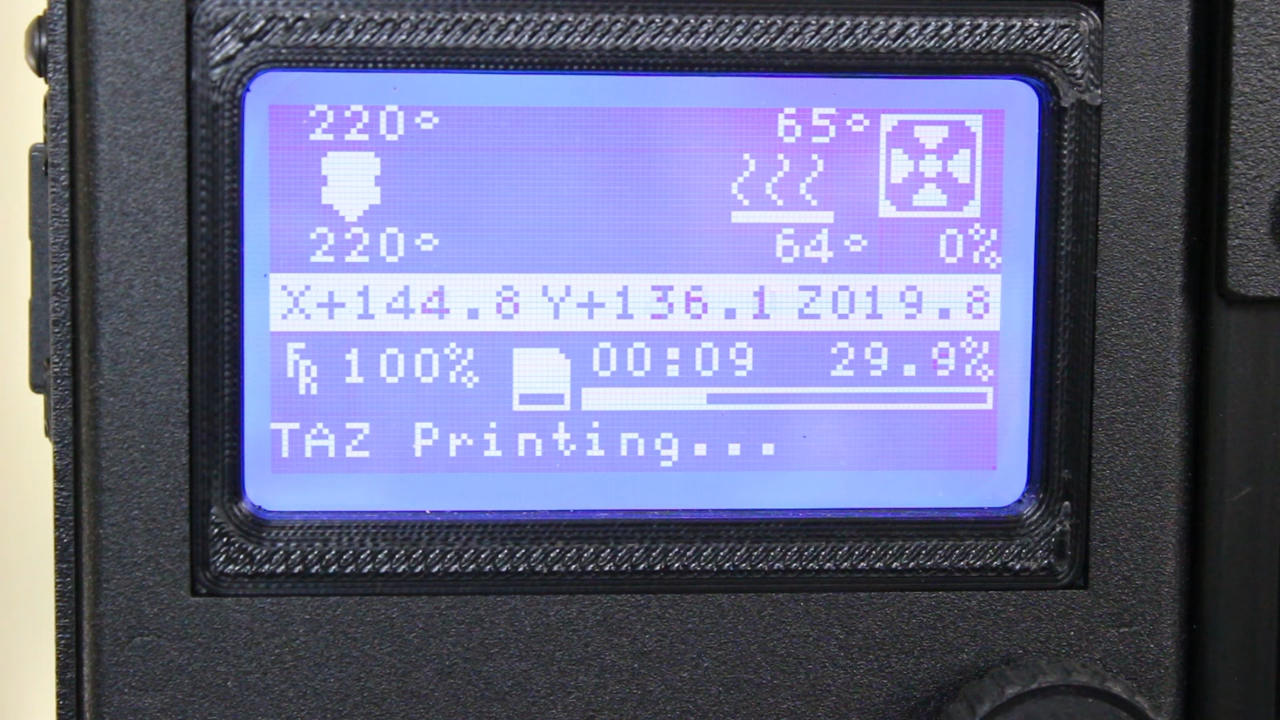 220° 65°
220° 64° 0%
X+144.8 Y+136.1 Z019.8
FR 100% 00:09 29.9%
TAZ Printing...